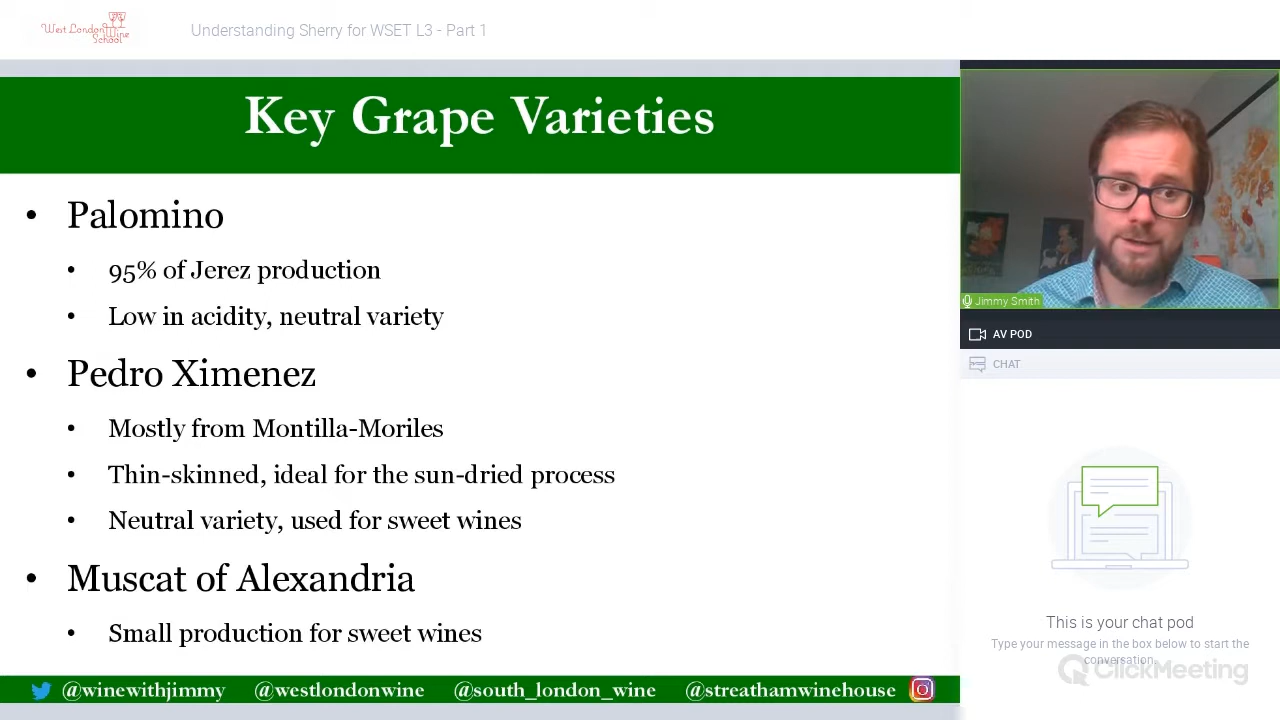 West London Wine School
Understanding Sherry for WSET L3 - Part 1
Key Grape Varieties
• Palomino
• 95% of Jerez production
• Low in acidity, neutral variety
• Pedro Ximenez
• Mostly from Montilla-Moriles
• Thin-skinned, ideal for the sun-dried process
• Neutral variety, used for sweet wines
• Muscat of Alexandria
• Small production for sweet wines
@winewithjimmy @westlondonwine @south_london_wine @streathamwinehouse
Jimmy Smith
AV POD
CHAT
This is your chat pod
Type your message in the box below to start the
conversation.
ClickMeeting